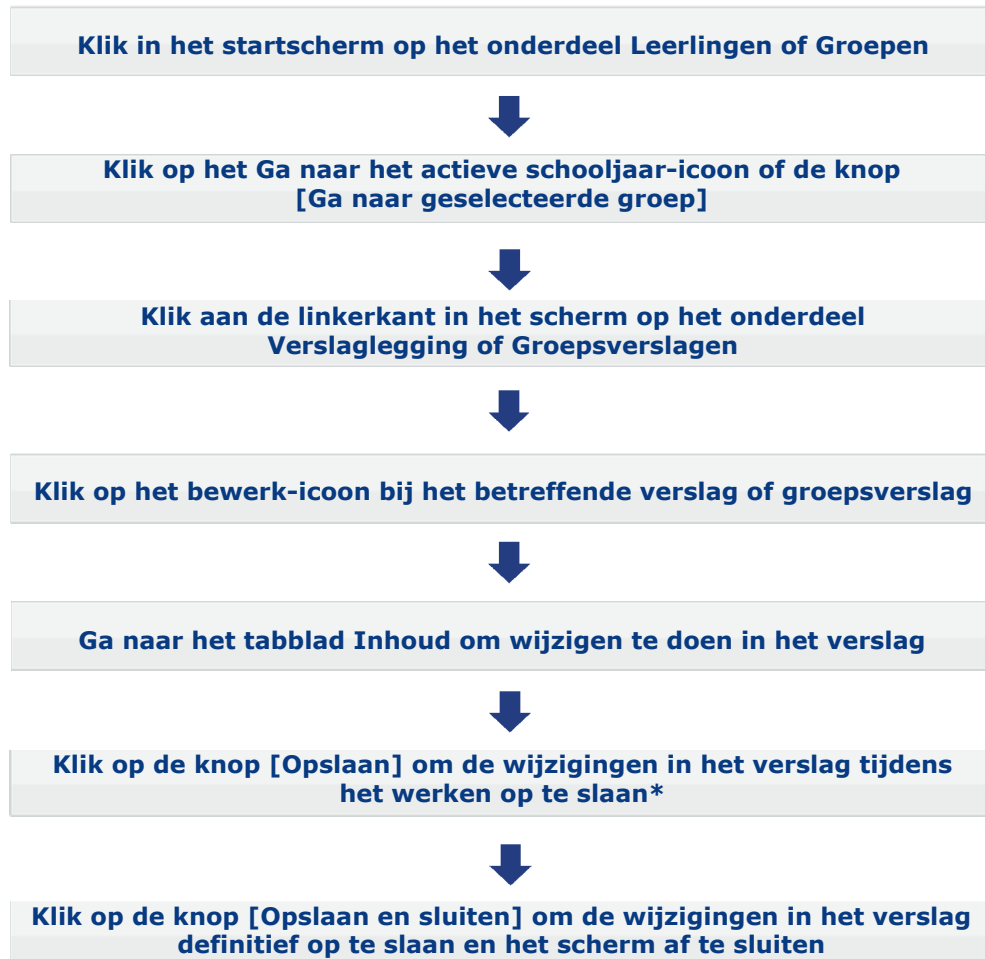 Klik in het startscherm op het onderdeel Leerlingen of Groepen
Klik op het Ga naar het actieve schooljaar-icoon of de knop
[Ga naar geselecteerde groep]
Klik aan de linkerkant in het scherm op het onderdeel
Verslaglegging of Groepsverslagen
Klik op het bewerk-icoon bij het betreffende verslag of groepsverslag
Ga naar het tabblad Inhoud om wijzigen te doen in het verslag
Klik op de knop [Opslaan] om de wijzigingen in het verslag tijdens
het werken op te slaan*
Klik op de knop [Opslaan en sluiten] om de wijzigingen in het verslag
definitief op te slaan en het scherm af te sluiten